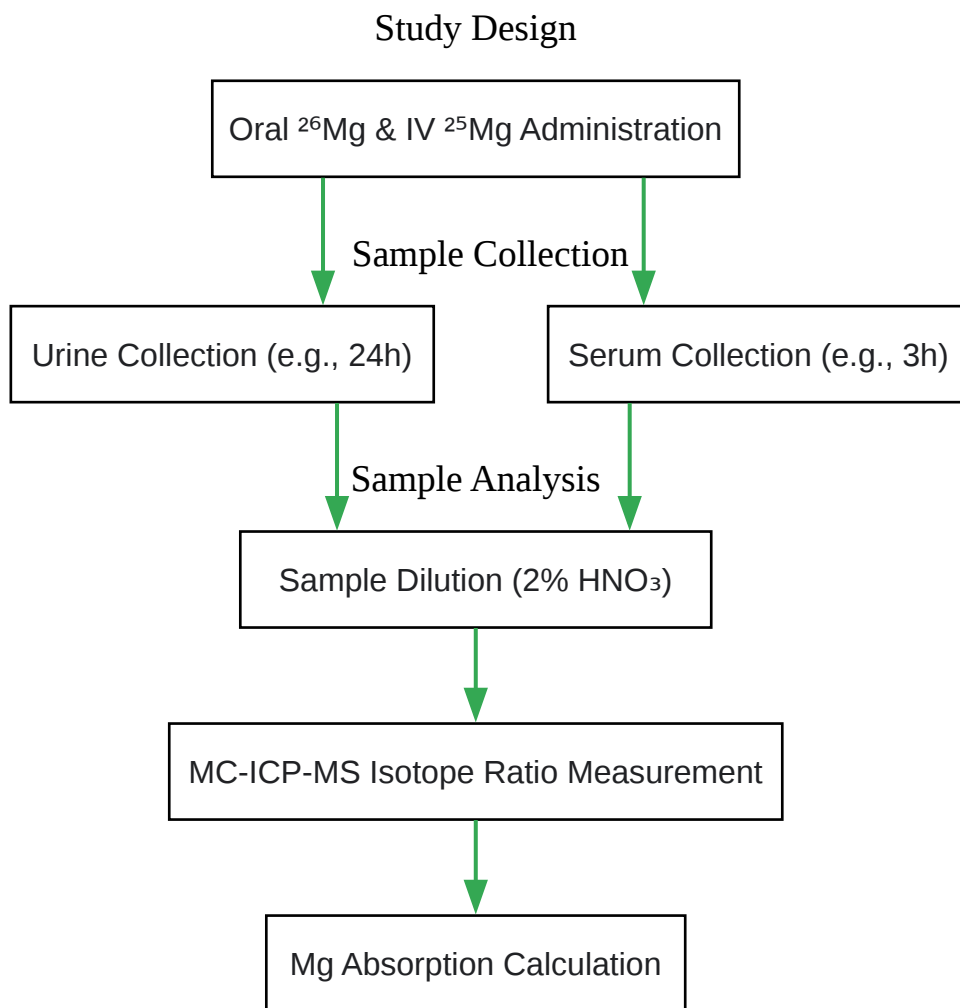 Study Design
Oral ²⁶Mg & IV ²⁵Mg Administration
Sample Collection
Urine Collection (e.g., 24h)
Serum Collection (e.g., 3h)
Sample Analysis
Sample Dilution (2% HNO₃)
MC-ICP-MS Isotope Ratio Measurement
Mg Absorption Calculation